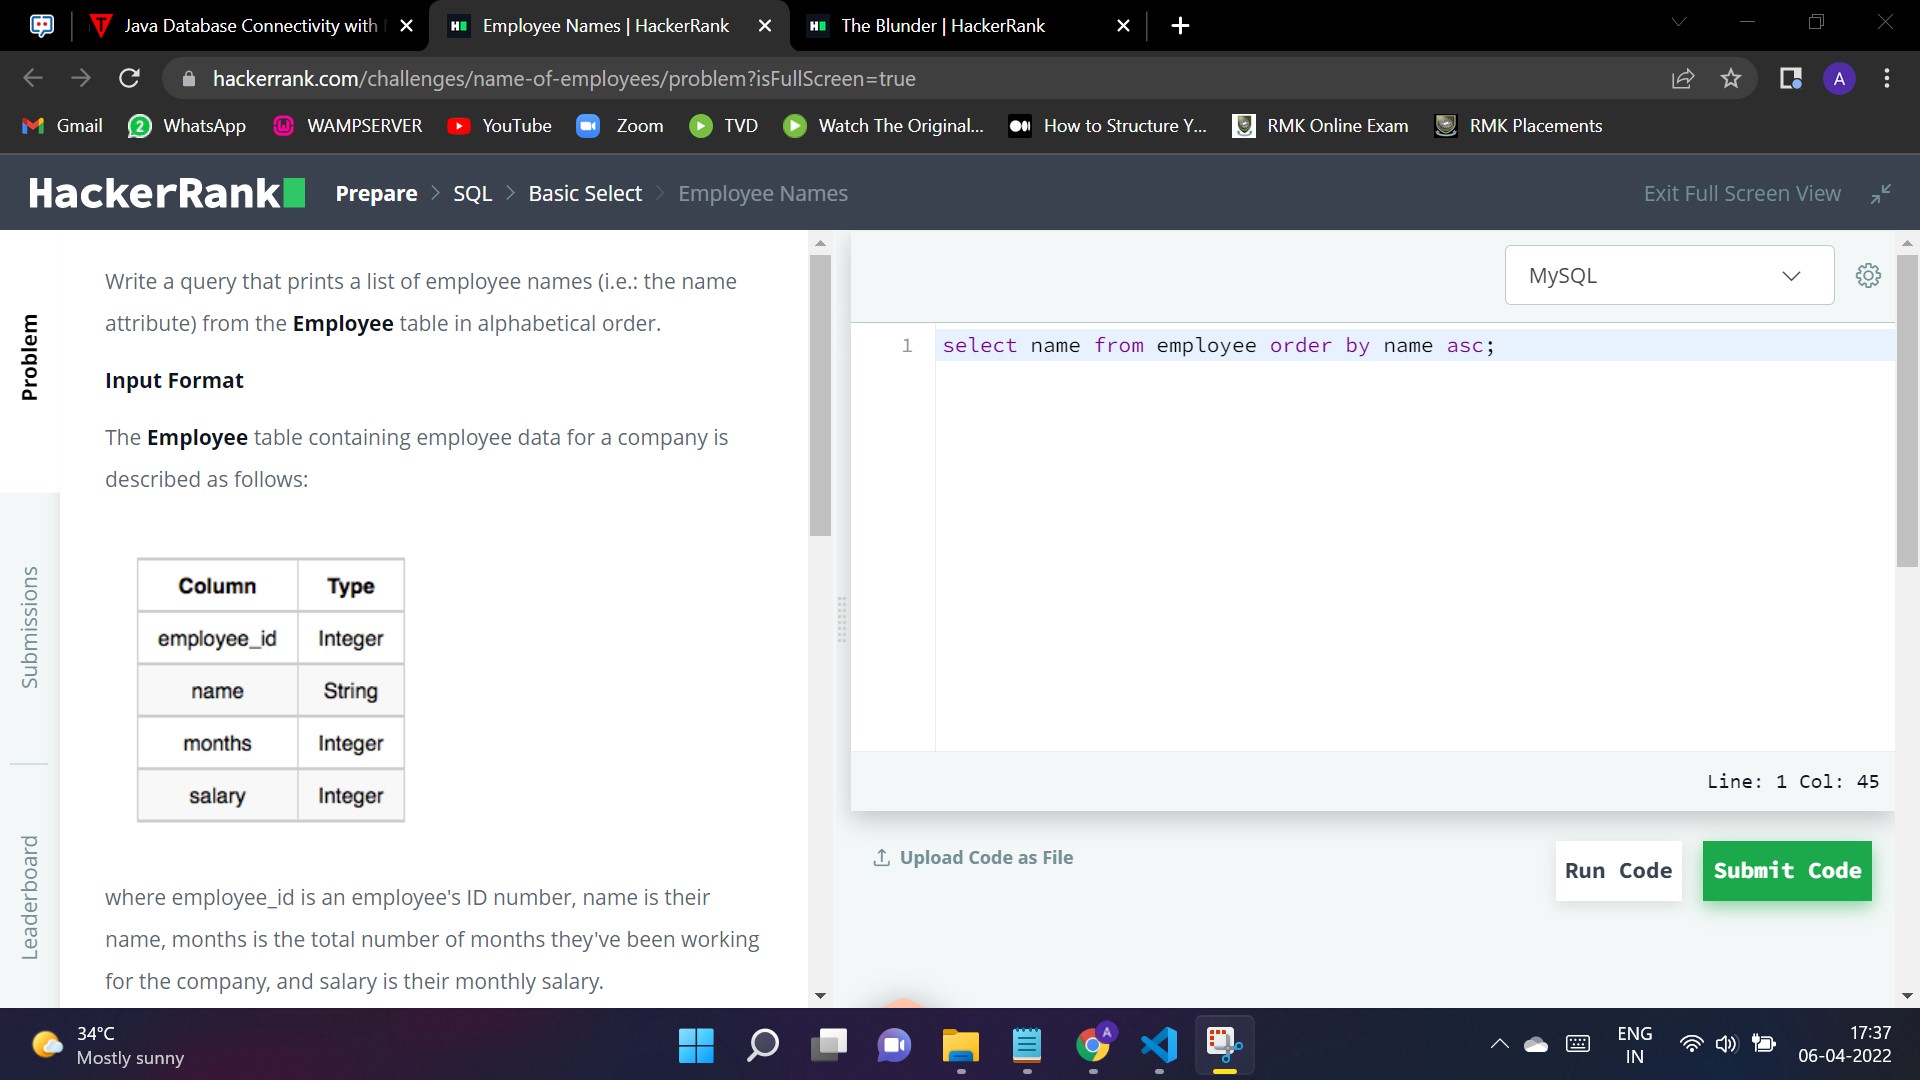 Java Database Connectivity with
Employee Names | HackerRank
The Blunder | HackerRank
hackerrank.com/challenges/name-of-employees/problem?isFullScreen=true
A
Gmail
2
WhatsApp
WAMPSERVER
YouTube
Zoom
TVD
Watch The Original...
How to Structure Y...
RMK Online Exam
RMK Placements
HackerRank
Prepare > SQL > Basic Select > Employee Names
Exit Full Screen View
Problem
Submissions
Leaderboard
Write a query that prints a list of employee names (i.e.: the name
attribute) from the Employee table in alphabetical order.
Input Format
The Employee table containing employee data for a company is
described as follows:
Column Type
employee_id Integer
name String
months Integer
salary Integer
where employee_id is an employee's ID number, name is their
name, months is the total number of months they've been working
for the company, and salary is their monthly salary.
MySQL
1 select name from employee order by name asc;
Line: 1 Col: 45
Upload Code as File
Run Code
Submit Code
34°C
Mostly sunny
A
ENG
IN
17:37
06-04-2022